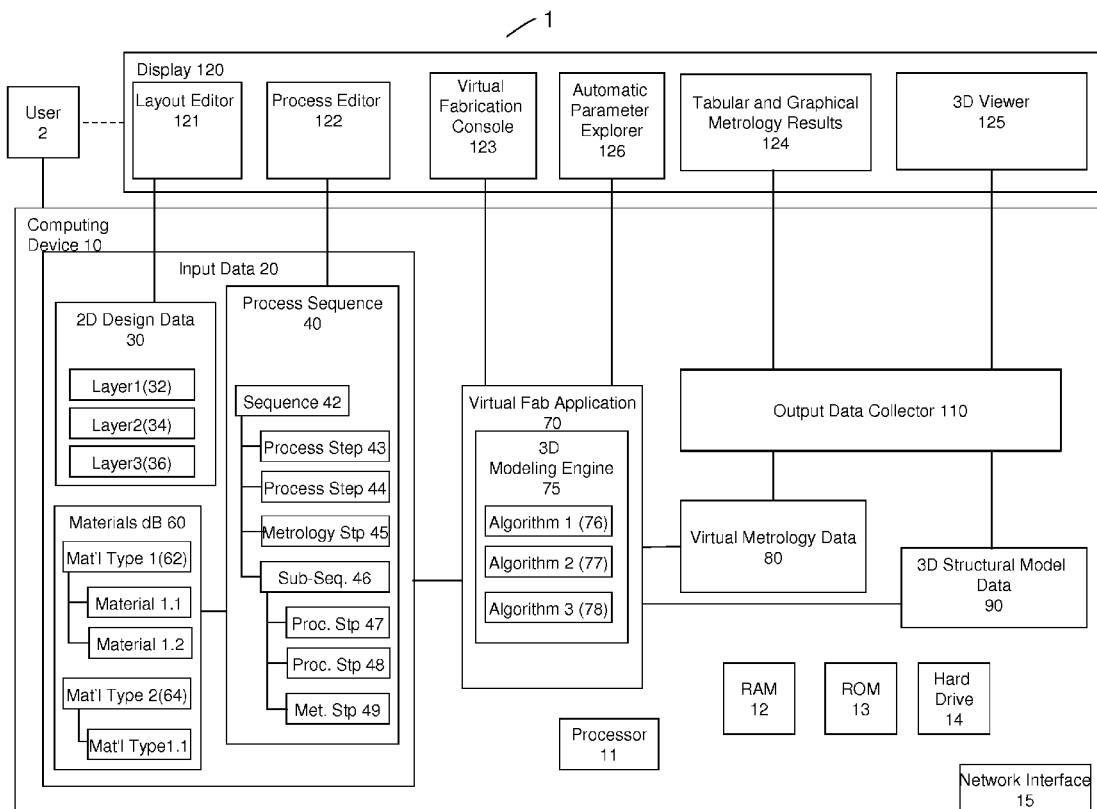 1
Display 120
User
2
Layout Editor
121
Process Editor
122
Virtual
Fabrication
Console
123
Automatic
Parameter
Explorer
126
Tabular and Graphical
Metrology Results
124
3D Viewer
125
Computing
Device 10
Input Data 20
2D Design Data
30
Layer1(32)
Layer2(34)
Layer3(36)
Materials dB 60
Mat'l Type 1(62)
Material 1.1
Material 1.2
Mat'l Type 2(64)
Mat'l Type1.1
Process Sequence
40
Sequence 42
Process Step 43
Process Step 44
Metrology Stp 45
Sub-Seq. 46
Proc. Stp 47
Proc. Stp 48
Met. Stp 49
Virtual Fab Application
70
3D
Modeling Engine
75
Algorithm 1 (76)
Algorithm 2 (77)
Algorithm 3 (78)
Output Data Collector 110
Virtual Metrology Data
80
3D Structural Model
Data
90
RAM
12
ROM
13
Hard
Drive
14
Processor
11
Network Interface
15